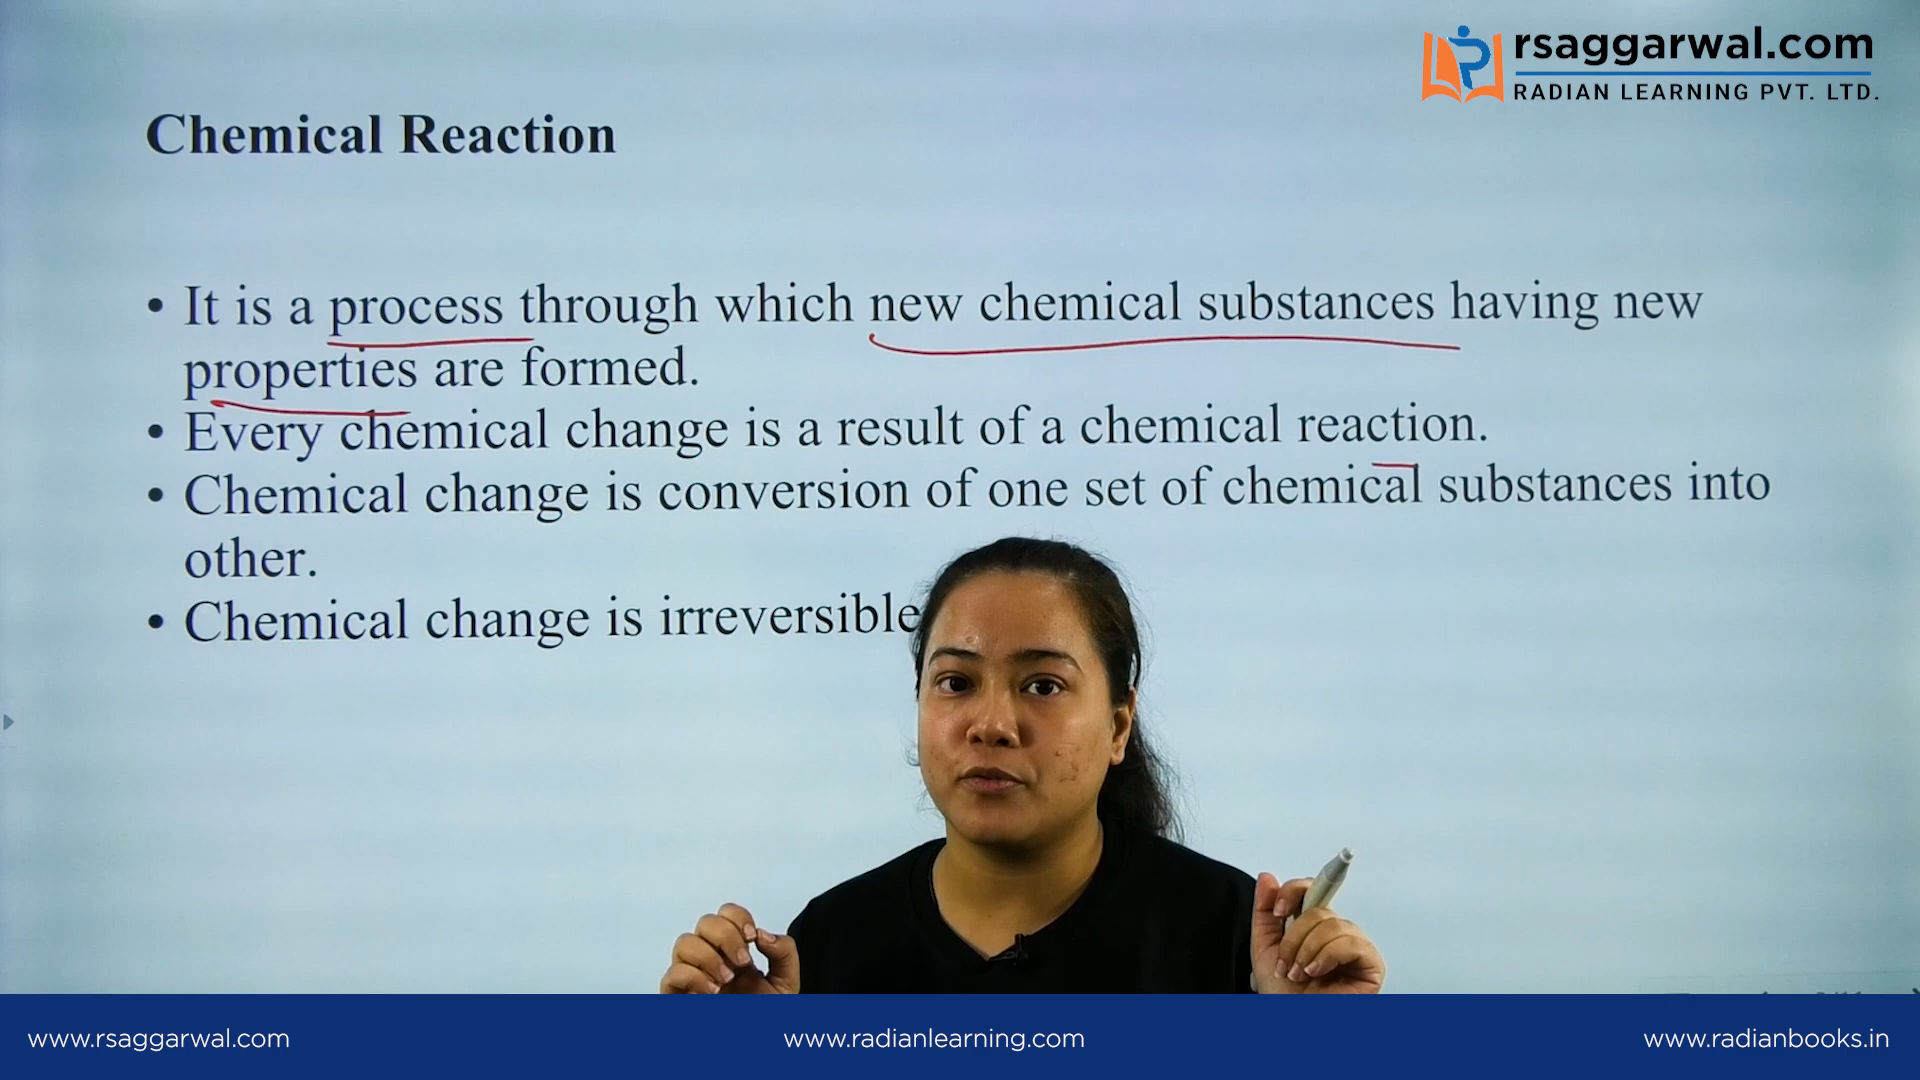 rsaggarwal.com
RADIAN LEARNING PVT. LTD.
Chemical Reaction
• It is a process through which new chemical substances having new
properties are formed.
• Every chemical change is a result of a chemical reaction.
• Chemical change is conversion of one set of chemical substances into
other.
• Chemical change is irreversible
www.rsaggarwal.com
www.radianlearning.com
www.radianbooks.in